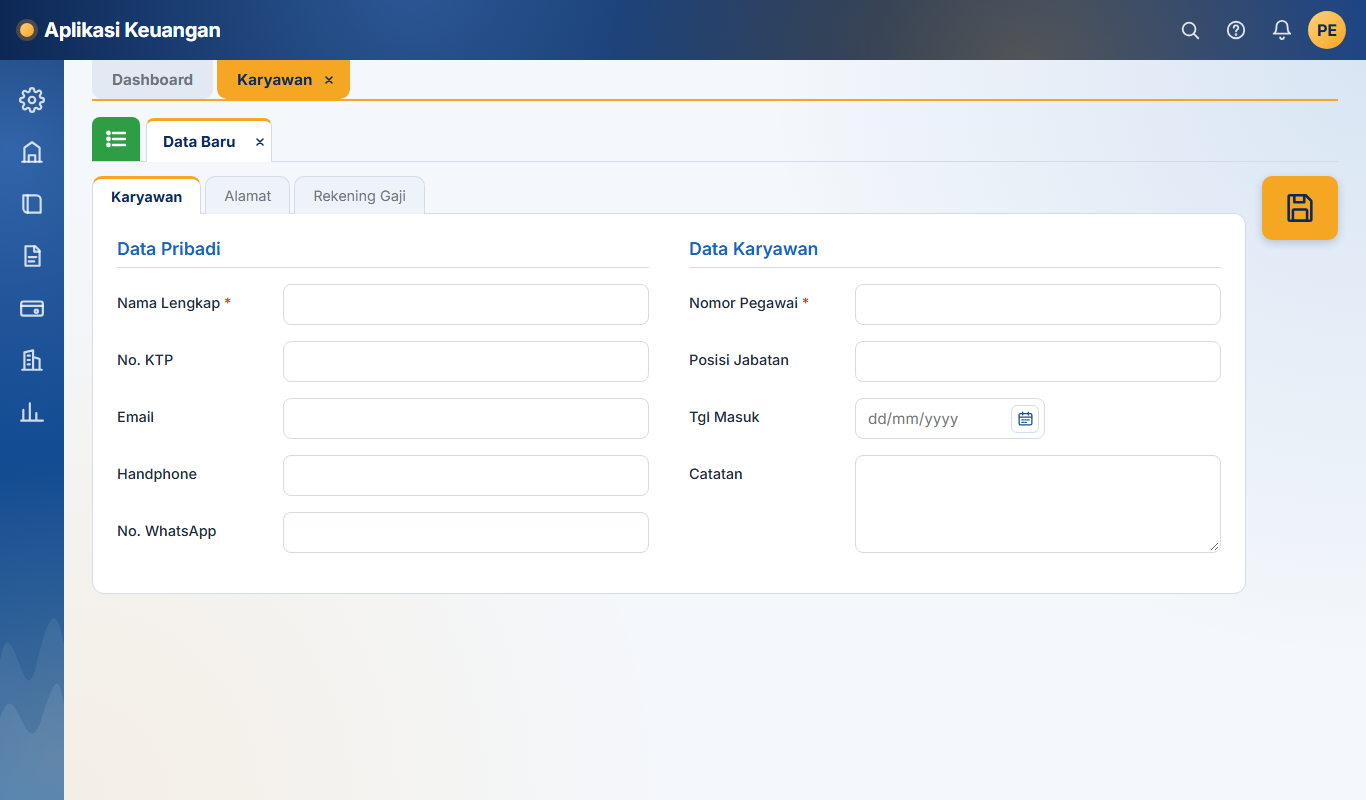 Aplikasi Keuangan
PE
Dashboard
Karyawan ×
Data Baru ×
Karyawan
Alamat
Rekening Gaji
Data Pribadi
Nama Lengkap *
No. KTP
Email
Handphone
No. WhatsApp
Data Karyawan
Nomor Pegawai *
Posisi Jabatan
Tgl Masuk
dd/mm/yyyy
Catatan